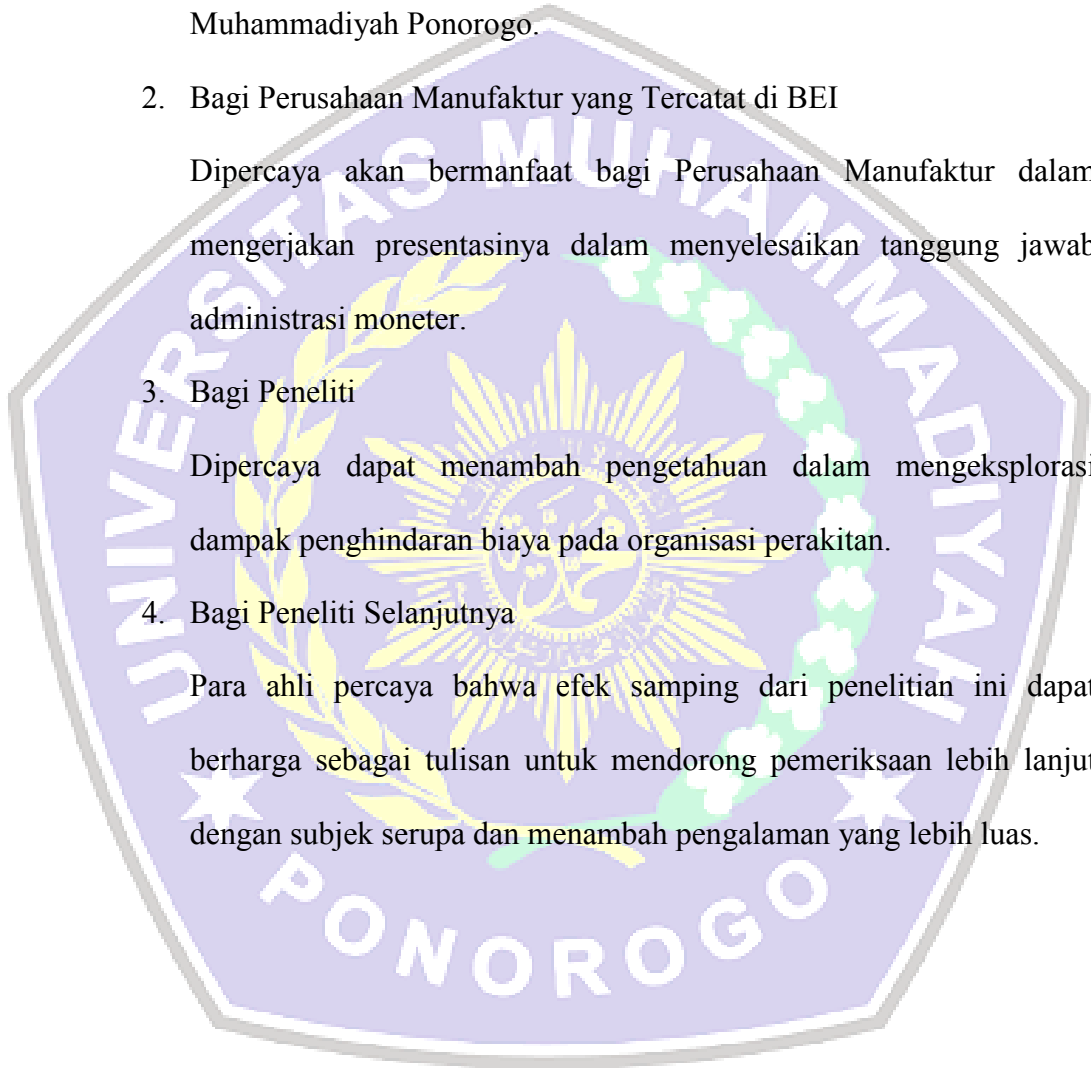 Muhammadiyah Ponorogo.
2. Bagi Perusahaan Manufaktur yang Tercatat di BEI
Dipercaya akan bermanfaat bagi Perusahaan Manufaktur dalam
mengerjakan presentasinya dalam menyelesaikan tanggung jawab
administrasi moneter.
3. Bagi Peneliti
Dipercaya dapat menambah pengetahuan dalam mengeksplorasi
dampak penghindaran biaya pada organisasi perakitan.
4. Bagi Peneliti Selanjutnya
Para ahli percaya bahwa efek samping dari penelitian ini dapat
berharga sebagai tulisan untuk mendorong pemeriksaan lebih lanjut
dengan subjek serupa dan menambah pengalaman yang lebih luas.
UNIVERSITAS MUHAMMADIYAH
PONOROGO